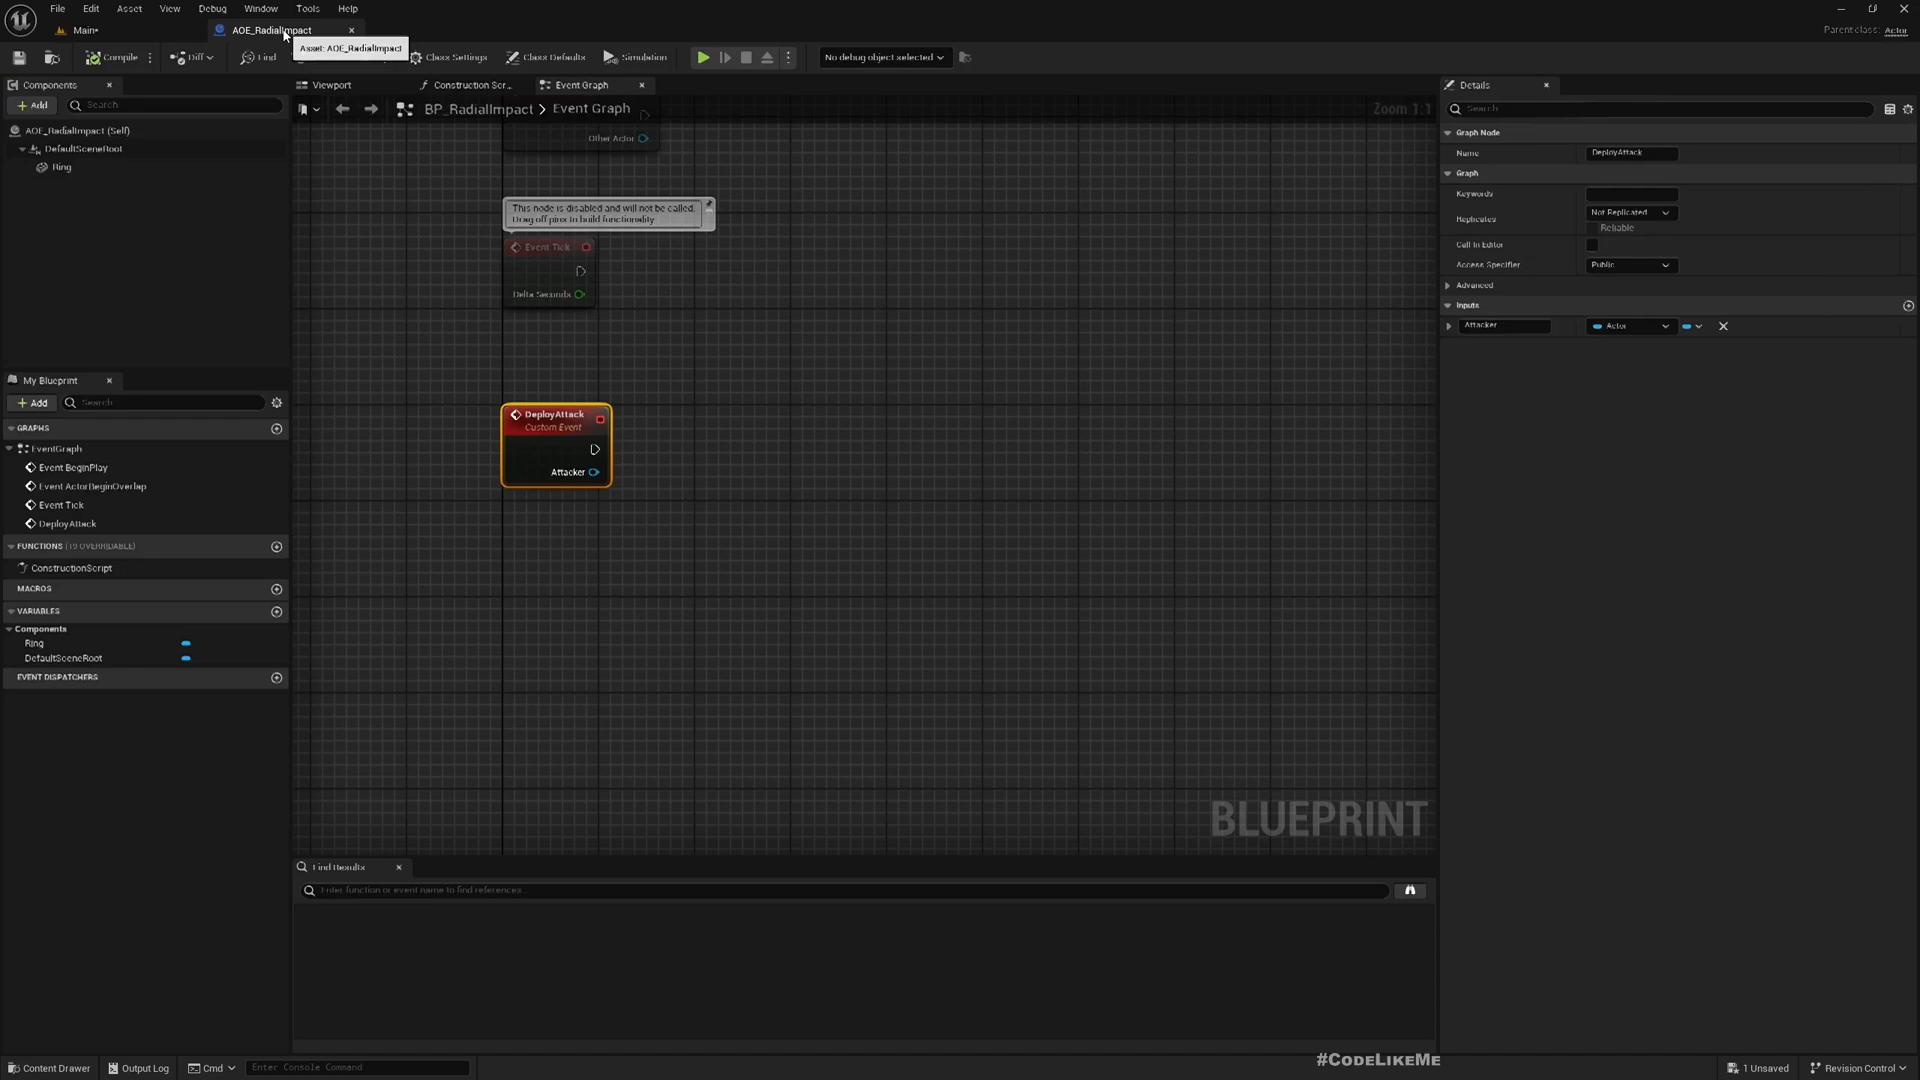 File Edit Asset View Debug Window Tools Help
Main•
AOE_RadialImpact
Parent class: Actor
Asset: AOE_RadialImpact
Compile
Diff
Find
Class Settings
Class Defaults
Simulation
No debug object selected
Components
Add
Search
AOE_RadialImpact (Self)
DefaultSceneRoot
Ring
My Blueprint
Add
Search
GRAPHS
EventGraph
Event BeginPlay
Event ActorBeginOverlap
Event Tick
DeployAttack
FUNCTIONS (19 OVERRIDABLE)
ConstructionScript
MACROS
VARIABLES
Components
Ring
DefaultSceneRoot
EVENT DISPATCHERS
Viewport
Construction Scr...
Event Graph
BP_RadialImpact > Event Graph
Zoom 1:1
Other Actor
This node is disabled and will not be called.
Drag off pins to build functionality.
Event Tick
Delta Seconds
DeployAttack
Custom Event
Attacker
BLUEPRINT
Find Results
Enter function or event name to find references...
Details
Search
Graph Node
Name DeployAttack
Graph
Keywords
Replicates Not Replicated
Reliable
Call In Editor
Access Specifier Public
Advanced
Inputs
Attacker Actor
Content Drawer
Output Log
Cmd
Enter Console Command
#CodeLikeMe
1 Unsaved
Revision Control